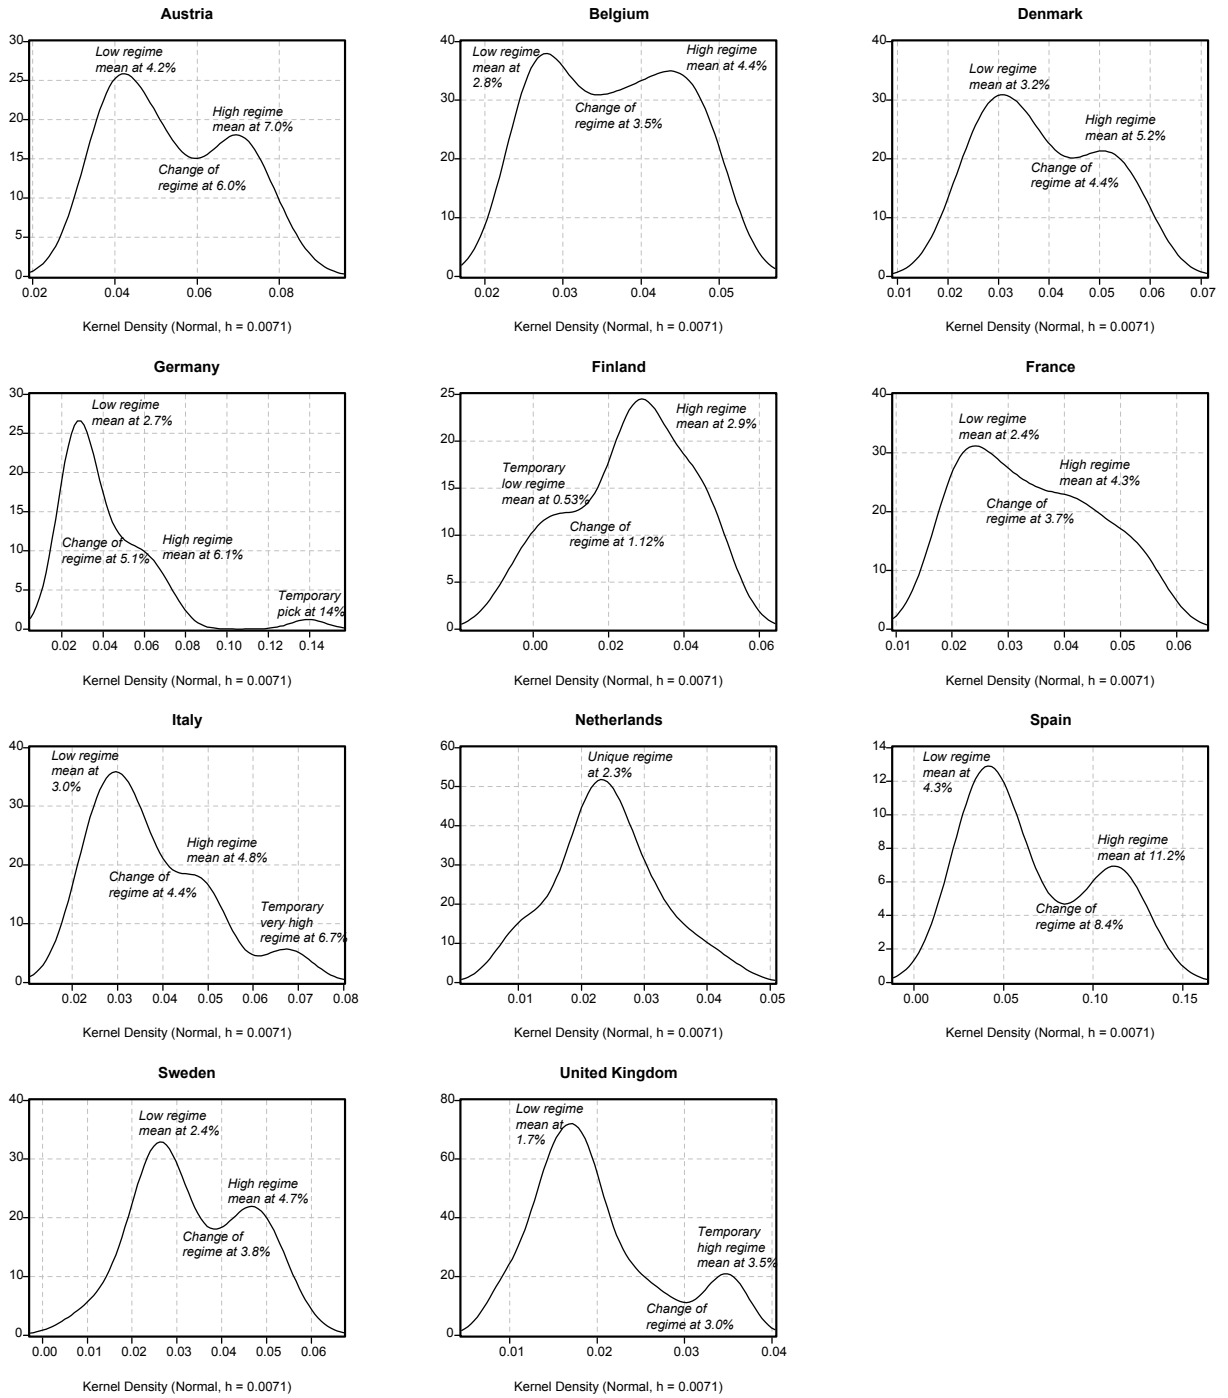 Austria
30
25
20
15
10
5
0
Low regime
mean at 4.2%
High regime
mean at 7.0%
Change of
regime at 6.0%
0.02 0.04 0.06 0.08
Kernel Density (Normal, h = 0.0071)
Belgium
40
30
20
10
0
Low regime
mean at
2.8%
High regime
mean at 4.4%
Change of
regime at 3.5%
0.02 0.03 0.04 0.05
Kernel Density (Normal, h = 0.0071)
Denmark
40
30
20
10
0
Low regime
mean at 3.2%
High regime
mean at 5.2%
Change of
regime at 4.4%
0.01 0.02 0.03 0.04 0.05 0.06 0.07
Kernel Density (Normal, h = 0.0071)
Germany
30
25
20
15
10
5
0
Low regime
mean at 2.7%
Change of
regime at 5.1%
High regime
mean at 6.1%
Temporary
pick at 14%
0.02 0.04 0.06 0.08 0.10 0.12 0.14
Kernel Density (Normal, h = 0.0071)
Finland
25
20
15
10
5
0
High regime
mean at 2.9%
Temporary
low regime
mean at 0.53%
Change of
regime at 1.12%
0.00 0.02 0.04 0.06
Kernel Density (Normal, h = 0.0071)
France
40
30
20
10
0
Low regime
mean at 2.4%
High regime
mean at 4.3%
Change of
regime at 3.7%
0.01 0.02 0.03 0.04 0.05 0.06
Kernel Density (Normal, h = 0.0071)
Italy
40
30
20
10
0
Low regime
mean at
3.0%
High regime
mean at 4.8%
Change of
regime at 4.4%
Temporary
very high
regime at 6.7%
0.02 0.03 0.04 0.05 0.06 0.07 0.08
Kernel Density (Normal, h = 0.0071)
Netherlands
60
50
40
30
20
10
0
Unique regime
at 2.3%
0.01 0.02 0.03 0.04 0.05
Kernel Density (Normal, h = 0.0071)
Spain
14
12
10
8
6
4
2
0
Low regime
mean at
4.3%
High regime
mean at 11.2%
Change of
regime at 8.4%
0.00 0.05 0.10 0.15
Kernel Density (Normal, h = 0.0071)
Sweden
40
30
20
10
0
Low regime
mean at 2.4%
High regime
mean at 4.7%
Change of
regime at 3.8%
0.00 0.01 0.02 0.03 0.04 0.05 0.06
Kernel Density (Normal, h = 0.0071)
United Kingdom
80
60
40
20
0
Low regime
mean at
1.7%
Temporary
high regime
mean at 3.5%
Change of
regime at 3.0%
0.01 0.02 0.03 0.04
Kernel Density (Normal, h = 0.0071)